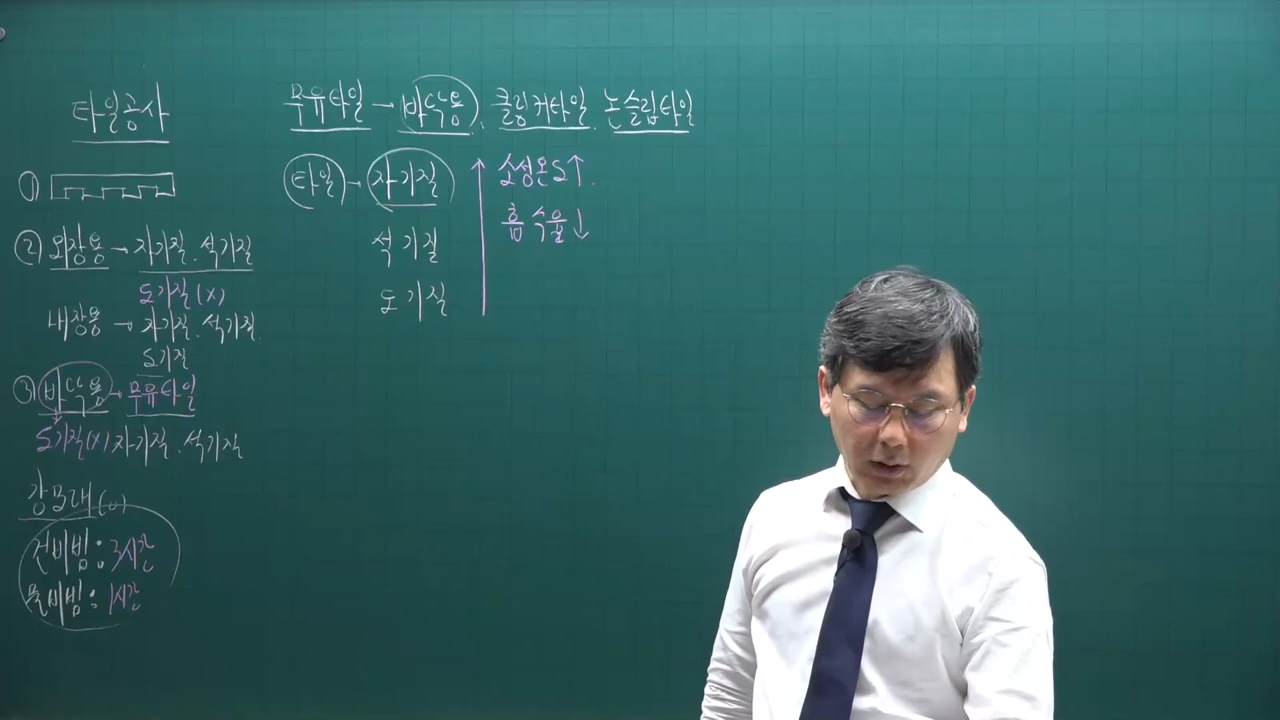 타일공사
①
② 외장용 → 자기질. 석기질
도기질(X)
내장용 → 자기질. 석기질
도기질
③ 바닥용 → 무유타일
도기질(X) 자기질. 석기질
강모래(o)
건비빔 : 3시간
물비빔 : 1시간
무유타일 → 바닥용, 클링커타일. 논슬립타일
타일 → 자기질 소성온도↑.
흡수율↓
석기질
도기질